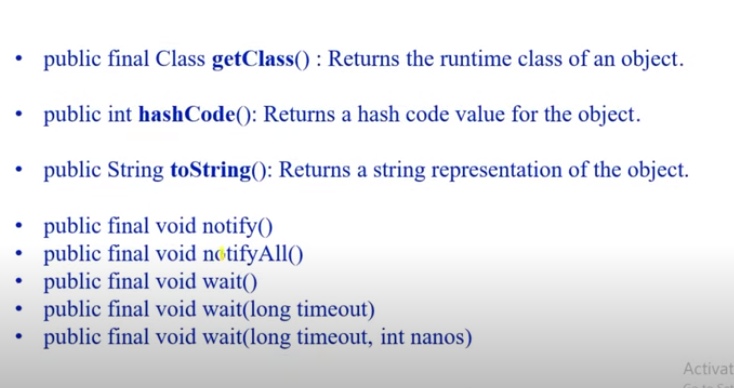 • public final Class getClass() : Returns the runtime class of an object.
• public int hashCode(): Returns a hash code value for the object.
• public String toString(): Returns a string representation of the object.
• public final void notify()
• public final void notifyAll()
• public final void wait()
• public final void wait(long timeout)
• public final void wait(long timeout, int nanos)
Activat